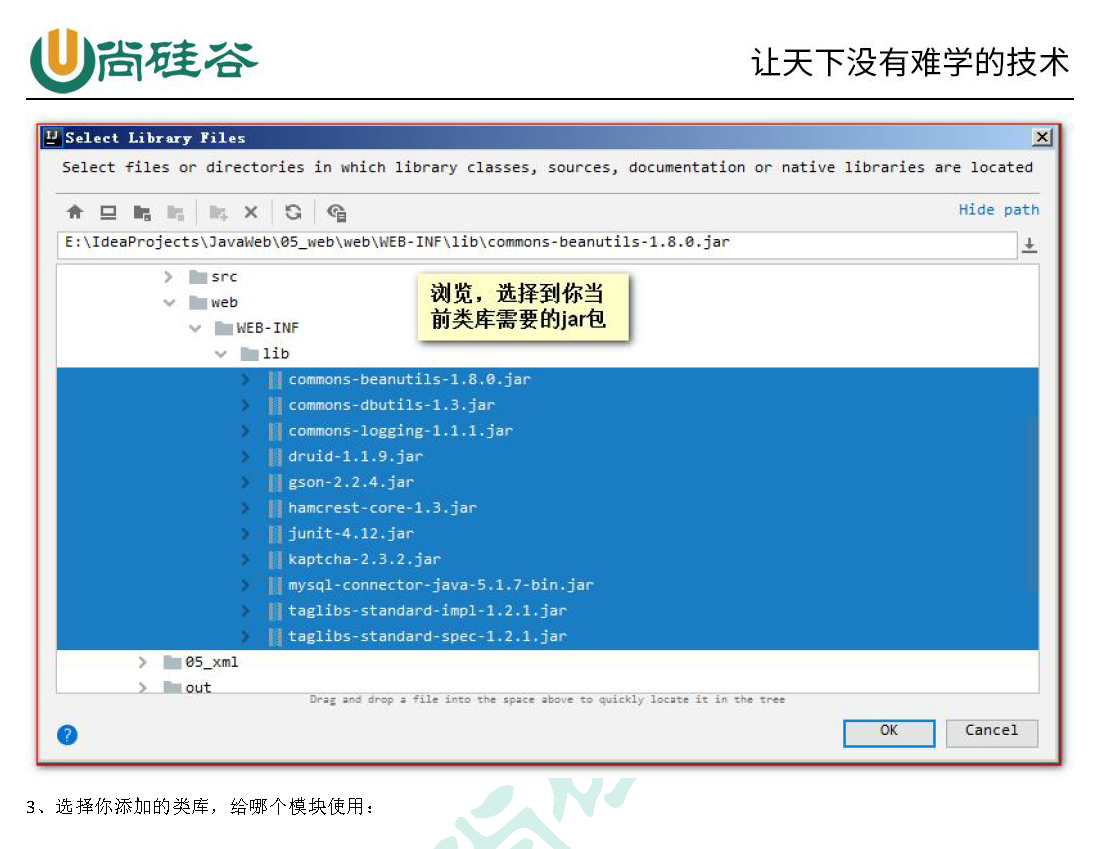 尚硅谷
让天下没有难学的技术
Select Library Files
Select files or directories in which library classes, sources, documentation or native libraries are located
Hide path
E:\IdeaProjects\JavaWeb\05_web\web\WEB-INF\lib\commons-beanutils-1.8.0.jar
src
web
WEB-INF
lib
浏览，选择到你当
前类库需要的jar包
commons-beanutils-1.8.0.jar
commons-dbutils-1.3.jar
commons-logging-1.1.1.jar
druid-1.1.9.jar
gson-2.2.4.jar
hamcrest-core-1.3.jar
junit-4.12.jar
kaptcha-2.3.2.jar
mysql-connector-java-5.1.7-bin.jar
taglibs-standard-impl-1.2.1.jar
taglibs-standard-spec-1.2.1.jar
05_xml
out
Drag and drop a file into the space above to quickly locate it in the tree
?
OK
Cancel
3、选择你添加的类库，给哪个模块使用：